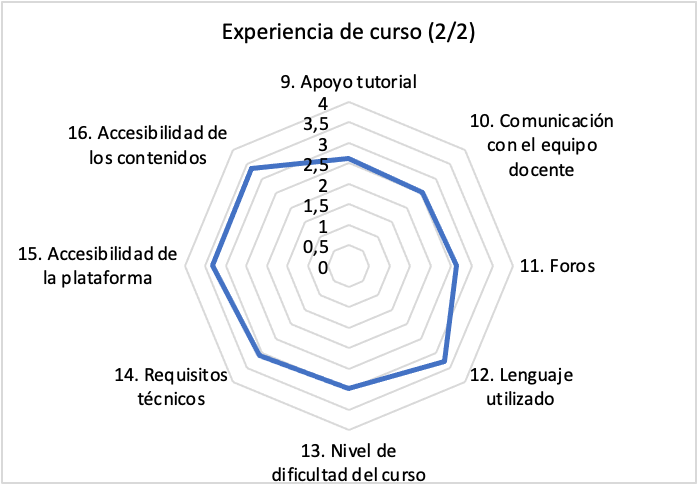 Experiencia de curso (2/2)
9. Apoyo tutorial
10. Comunicación
con el equipo
docente
11. Foros
12. Lenguaje
utilizado
13. Nivel de
dificultad del curso
14. Requisitos
técnicos
15. Accesibilidad de
la plataforma
16. Accesibilidad de
los contenidos
4
3,5
3
2,5
2
1,5
1
0,5
0